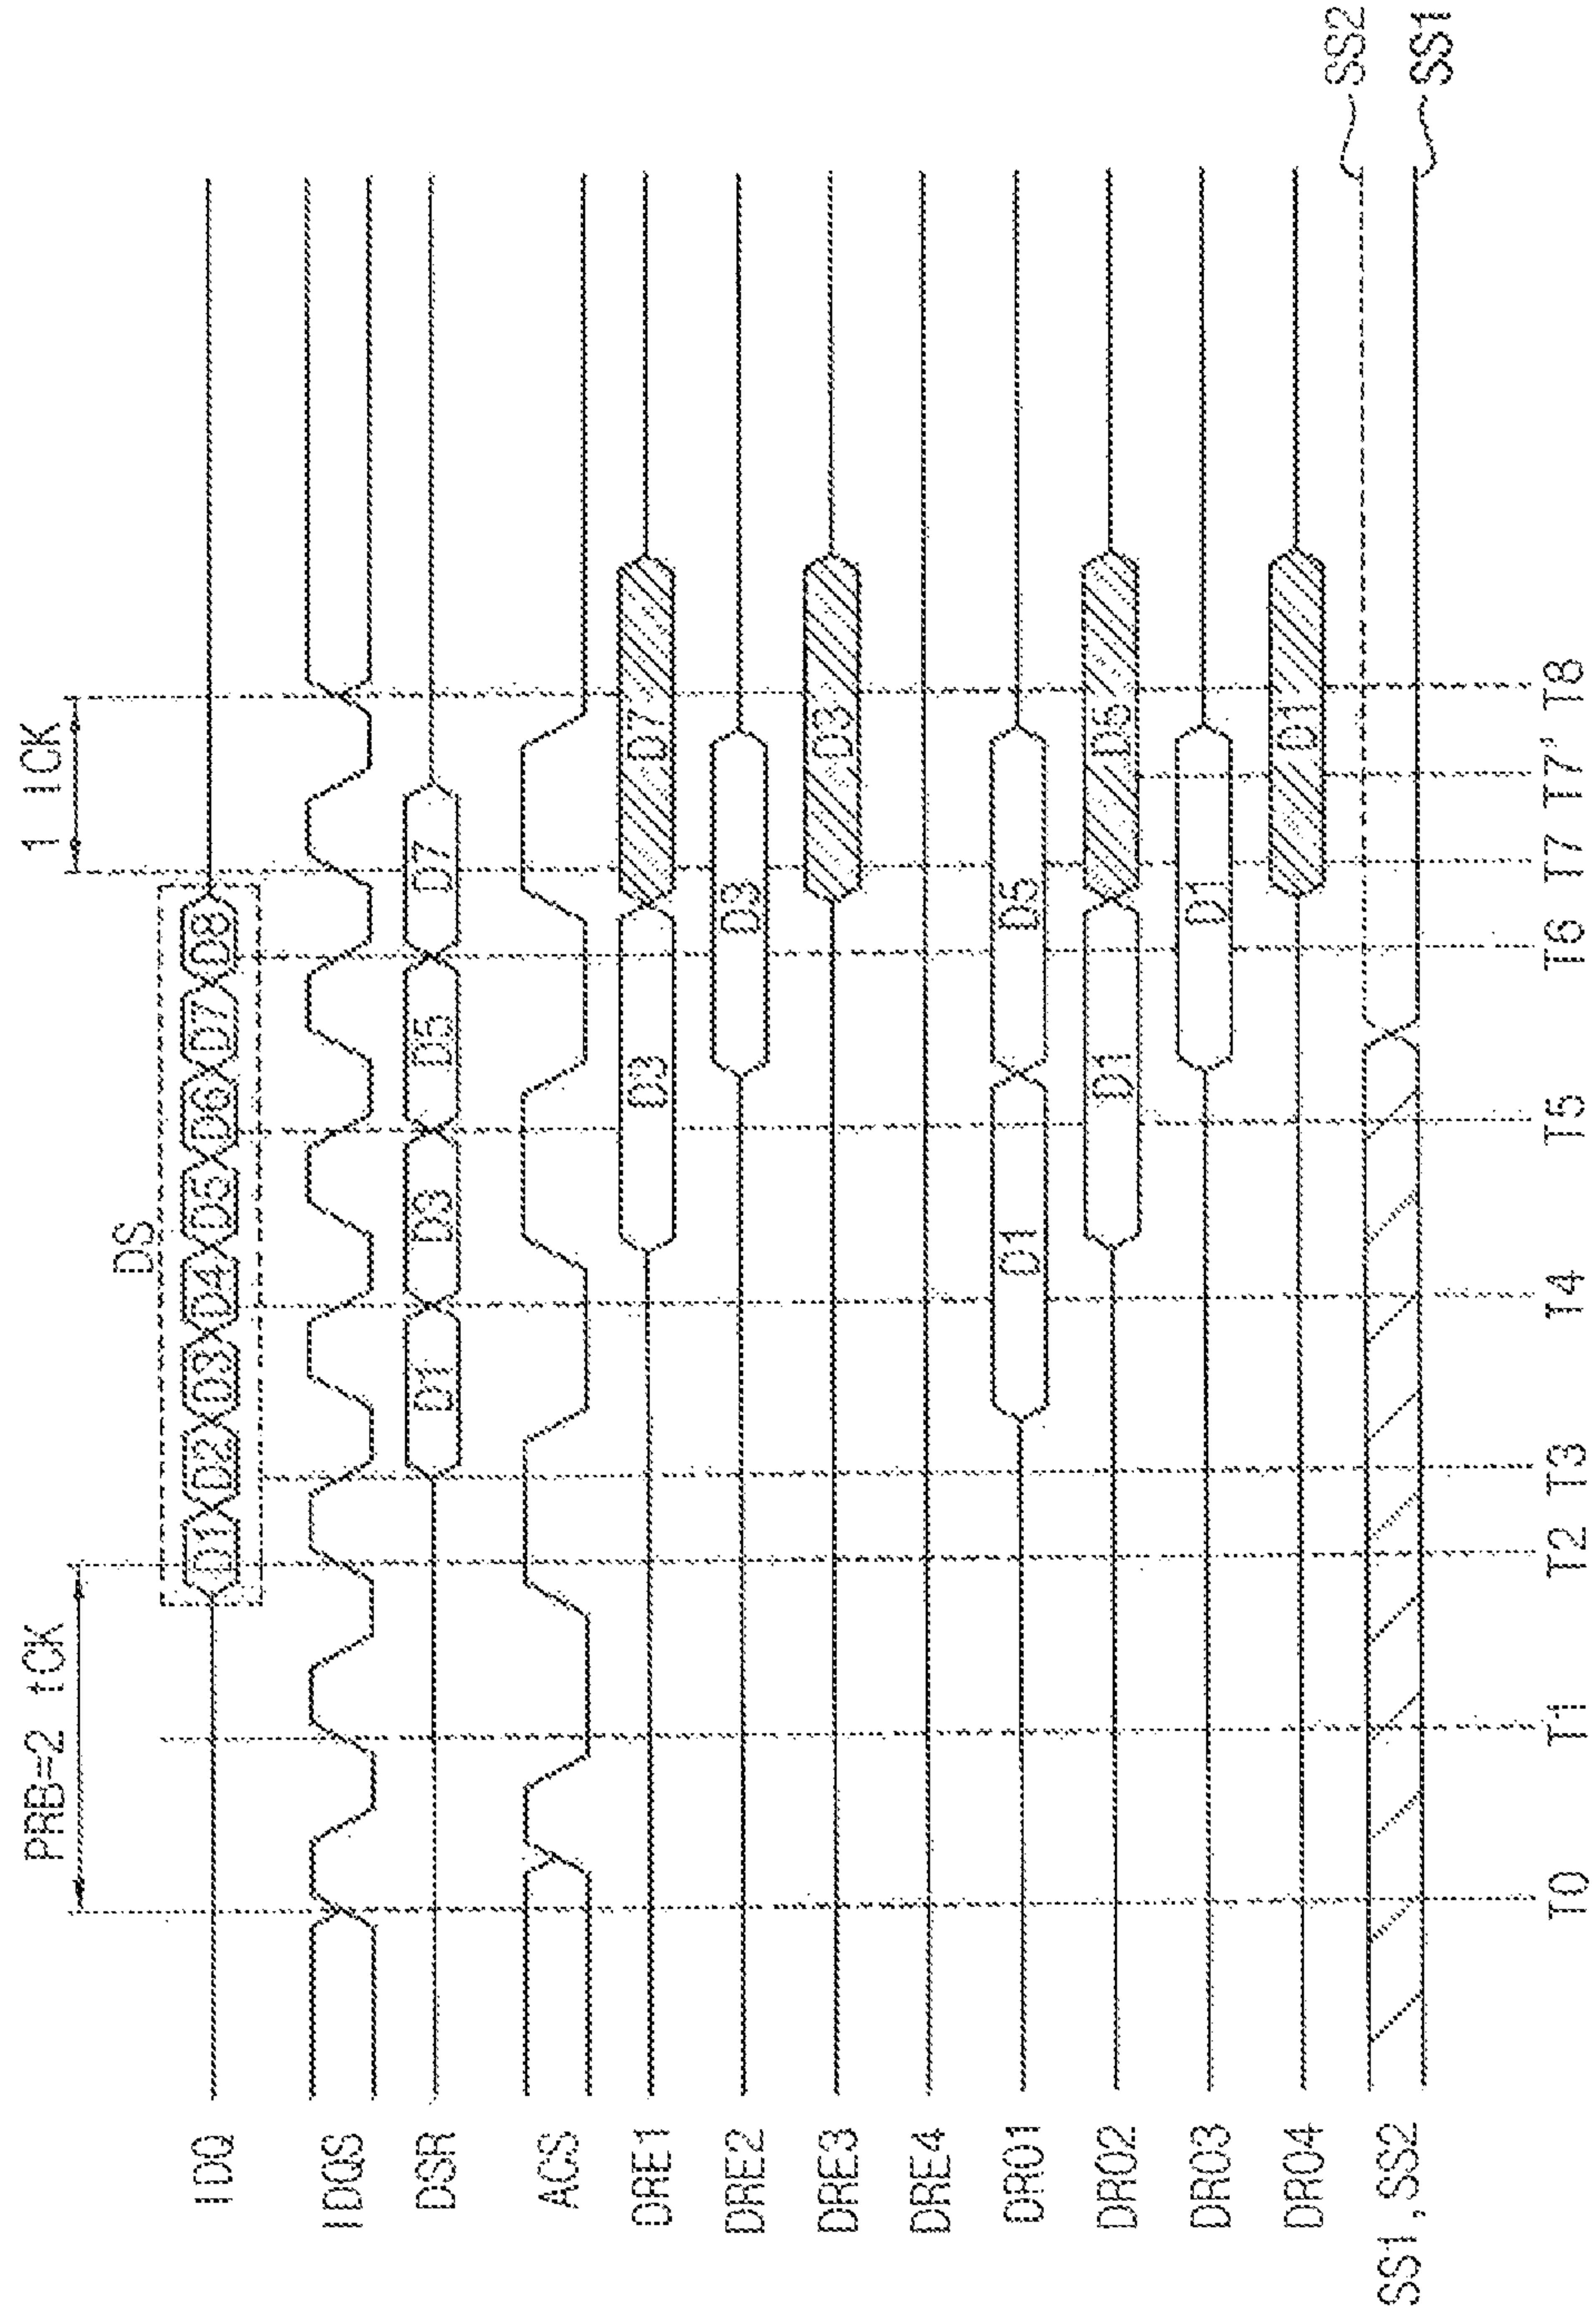 PRB=2 tCK
1 tCK
DS
IDQ
D1 D2 D3 D4 D5 D6 D7 D8
IDQS
DSR
D1 D3 D5 D7
ACS
DRE1
D3 D7
DRE2
D3
DRE3
D3
DRE4
DRO1
D1 D5
DRO2
D1 D5
DRO3
D1
DRO4
D1
SS1,SS2
SS2
SS1
T0 T1 T2 T3 T4 T5 T6 T7 T7' T8